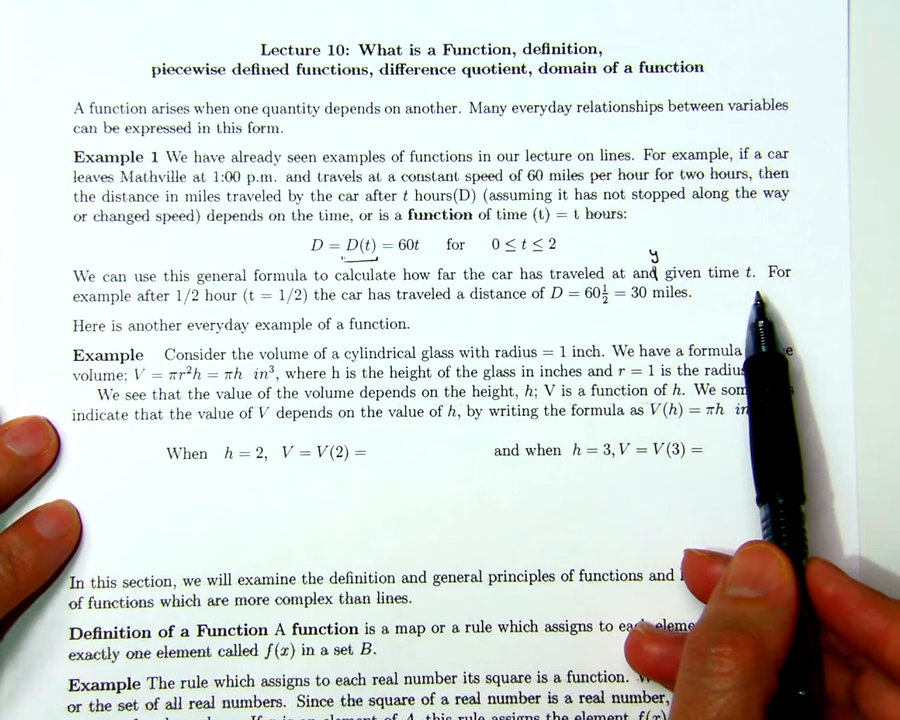 Lecture 10: What is a Function, definition,
piecewise defined functions, difference quotient, domain of a function
A function arises when one quantity depends on another. Many everyday relationships between variables
can be expressed in this form.
Example 1 We have already seen examples of functions in our lecture on lines. For example, if a car
leaves Mathville at 1:00 p.m. and travels at a constant speed of 60 miles per hour for two hours, then
the distance in miles traveled by the car after t hours(D) (assuming it has not stopped along the way
or changed speed) depends on the time, or is a function of time (t) = t hours:
D = D(t) = 60t for 0 ≤ t ≤ 2
y
We can use this general formula to calculate how far the car has traveled at and given time t. For
example after 1/2 hour (t = 1/2) the car has traveled a distance of D = 60½ = 30 miles.
Here is another everyday example of a function.
Example Consider the volume of a cylindrical glass with radius = 1 inch. We have a formula
volume: V = πr²h = πh in³, where h is the height of the glass in inches and r = 1 is the
We see that the value of the volume depends on the height, h; V is a function of h. We
indicate that the value of V depends on the value of h, by writing the formula as V(h) = πh
When h = 2, V = V(2) =
and when h = 3, V = V(3) =
In this section, we will examine the definition and general principles of functions and
of functions which are more complex than lines.
Definition of a Function A function is a map or a rule which assigns to
exactly one element called f(x) in a set B.
Example The rule which assigns to each real number its square is a function.
or the set of all real numbers. Since the square of a real number is a real number,